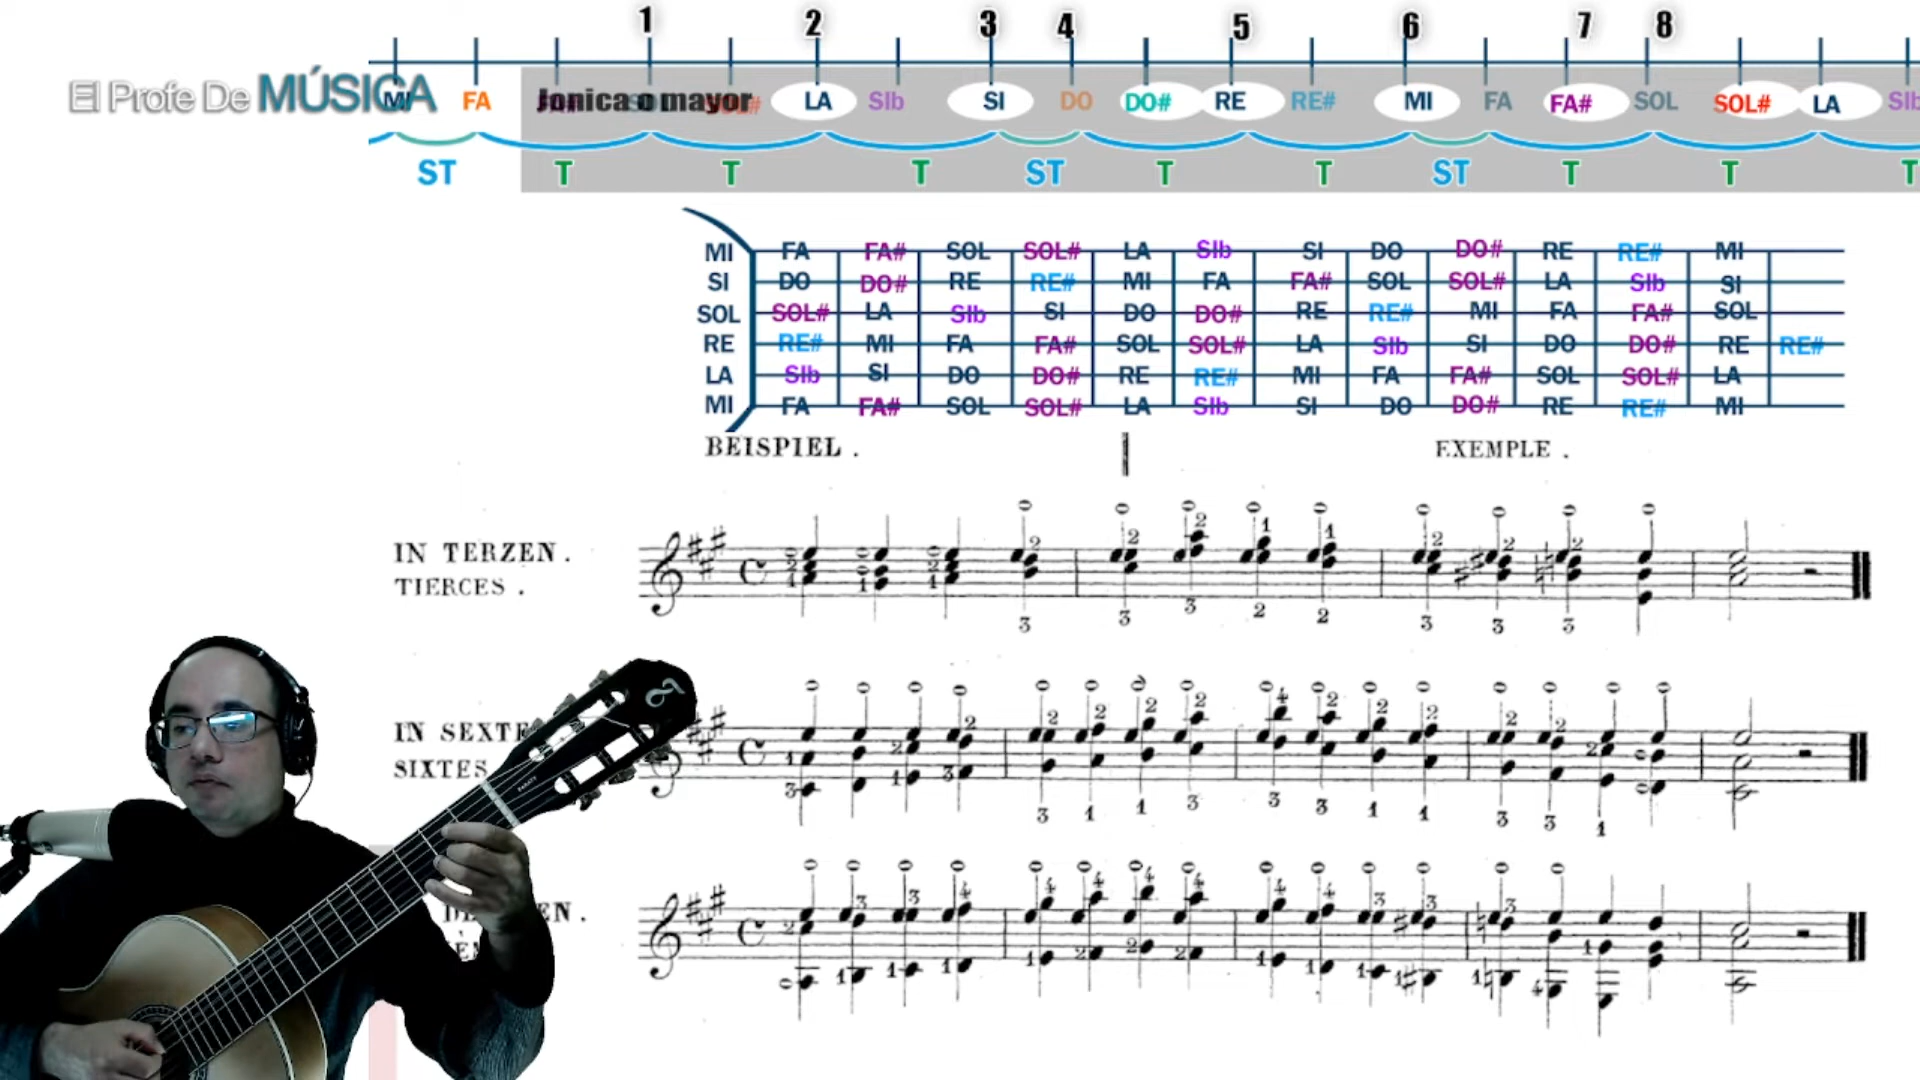 1 2 3 4 5 6 7 8
El Profe De MÚSICA
MI FA Jonica o mayor LA SIb SI DO DO# RE RE# MI FA FA# SOL SOL# LA SIb
ST T T T ST T T ST T T T
MI FA FA# SOL SOL# LA SIb SI DO DO# RE RE# MI
SI DO DO# RE RE# MI FA FA# SOL SOL# LA SIb SI
SOL SOL# LA SIb SI DO DO# RE RE# MI FA FA# SOL
RE RE# MI FA FA# SOL SOL# LA SIb SI DO DO# RE RE#
LA SIb SI DO DO# RE RE# MI FA FA# SOL SOL# LA
MI FA FA# SOL SOL# LA SIb SI DO DO# RE RE# MI
BEISPIEL. EXEMPLE.
IN TERZEN.
TIERCES.
IN SEXTE
SIXTES